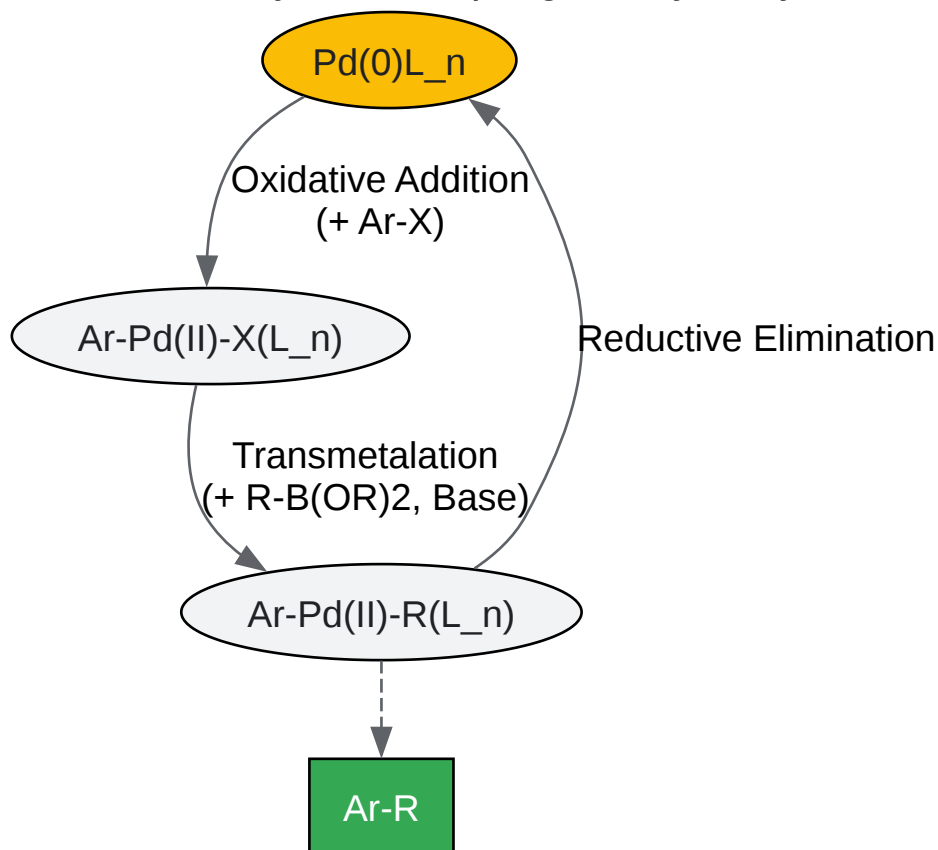 Pd(0)L_n
Oxidative Addition
(+ Ar-X)
Ar-Pd(II)-X(L_n)
Reductive Elimination
Transmetalation
(+ R-B(OR)2, Base)
Ar-Pd(II)-R(L_n)
Ar-R